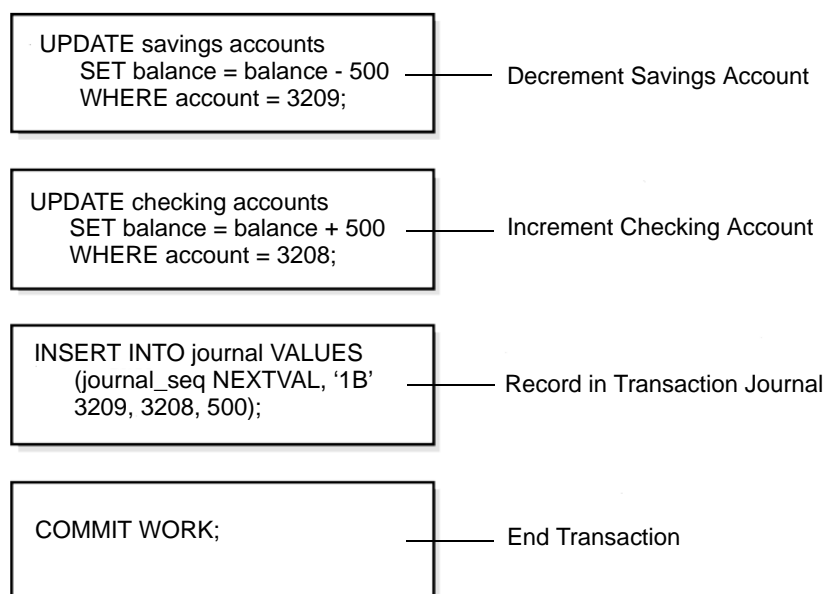 UPDATE savings accounts
SET balance = balance - 500
WHERE account = 3209;
Decrement Savings Account
UPDATE checking accounts
SET balance = balance + 500
WHERE account = 3208;
Increment Checking Account
INSERT INTO journal VALUES
(journal_seq NEXTVAL, ‘1B’
3209, 3208, 500);
Record in Transaction Journal
COMMIT WORK;
End Transaction